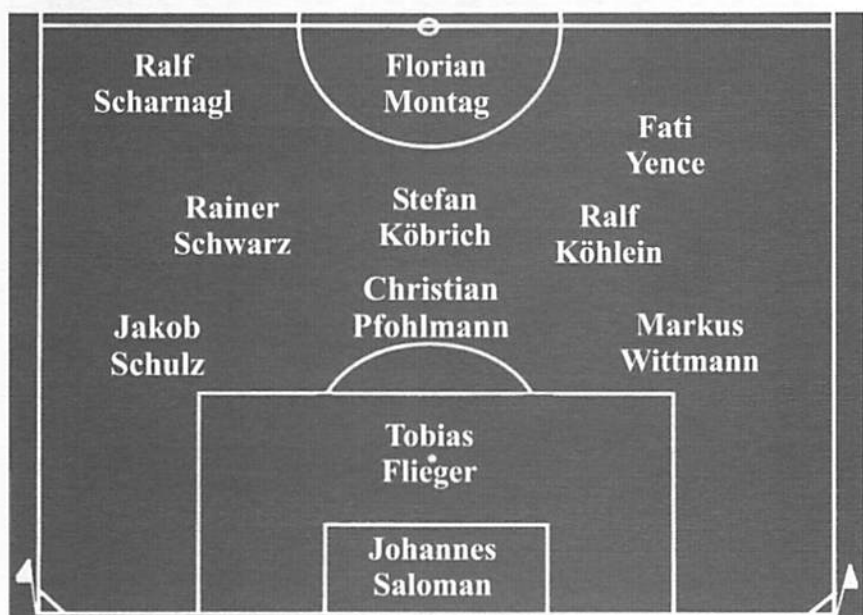 Ralf
Scharnagl
Florian
Montag
Fati
Yence
Rainer
Schwarz
Stefan
Köbrich
Ralf
Köhlein
Christian
Pfohlmann
Jakob
Schulz
Markus
Wittmann
Tobias
Flieger
Johannes
Saloman